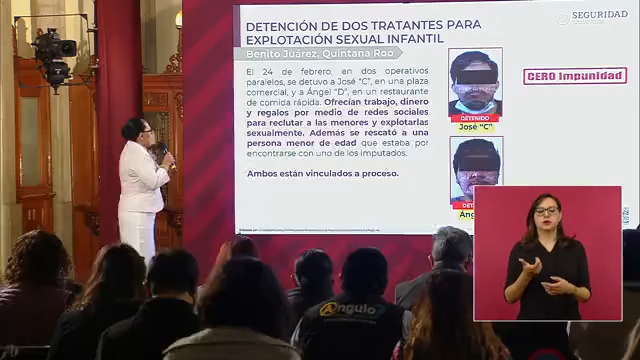 DETENCIÓN DE DOS TRATANTES PARA
EXPLOTACIÓN SEXUAL INFANTIL
SEGURIDAD
Benito Juárez, Quintana Roo
El 24 de febrero, en dos operativos
paralelos, se detuvo a José “C”, en una plaza
comercial, y a Ángel “D”, en un restaurante
de comida rápida. Ofrecían trabajo, dinero
y regalos por medio de redes sociales
para reclutar a las menores y explotarlas
sexualmente. Además se rescató a una
persona menor de edad que estaba por
encontrarse con uno de los imputados.
Ambos están vinculados a proceso.
CERO Impunidad
DETENIDO
José “C”
Angulo